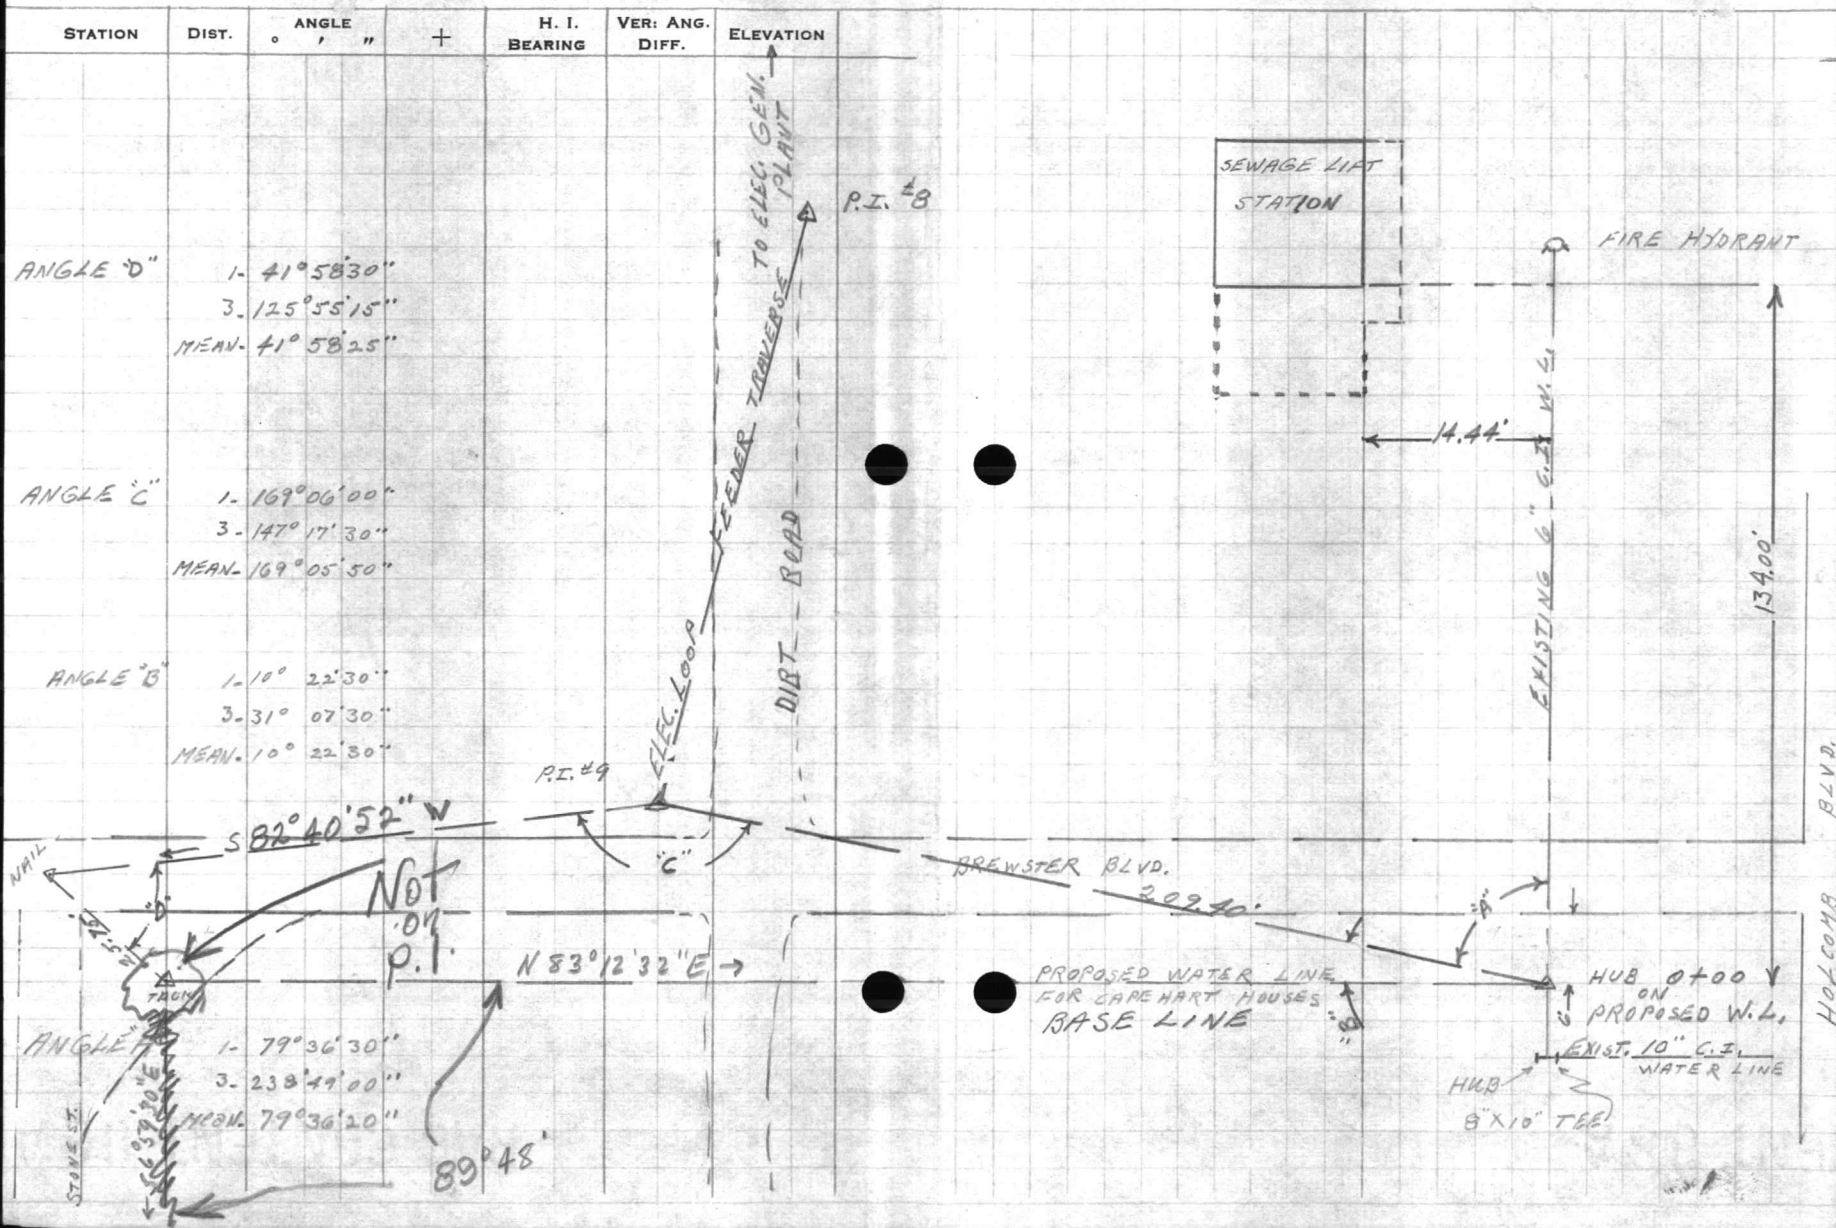 STATION DIST. ANGLE ° ' " + H. I. BEARING VER: ANG. DIFF. ELEVATION
TO ELEC. GEN.
PLANT
P.I. #8
SEWAGE LIFT
STATION
FIRE HYDRANT
ANGLE "D" 1- 41°58'30"
3. 125°55'15"
MEAN- 41°58'25"
14.44'
ANGLE "C" 1- 169°06'00"
3- 147°17'30"
MEAN- 169°05'50"
ELEC. LOOP FEEDER TRAVERSE
DIRT ROAD
EXISTING 6" C.I. W.L.
134.00'
ANGLE "B" 1- 10° 22'30"
3- 31° 07'30"
MEAN- 10° 22'30"
P.I. #9
S 82°40'52" W
"C"
BREWSTER BLVD.
209.40'
"A"
HOLCOMB BLVD.
NAIL
"D"
Not
on
p.l.
N 83°12'32"E →
PROPOSED WATER LINE
FOR CAPEHART HOUSES
BASE LINE
"B"
HUB 0+00
ON
PROPOSED W.L.
6'
EXIST. 10" C.I.
WATER LINE
HUB
8"X10" TEE
ANGLE "A" 1- 79°36'30"
3- 238°49'00"
Mean- 79°36'20"
STONE ST.
S 6°59'30"E
89°48'